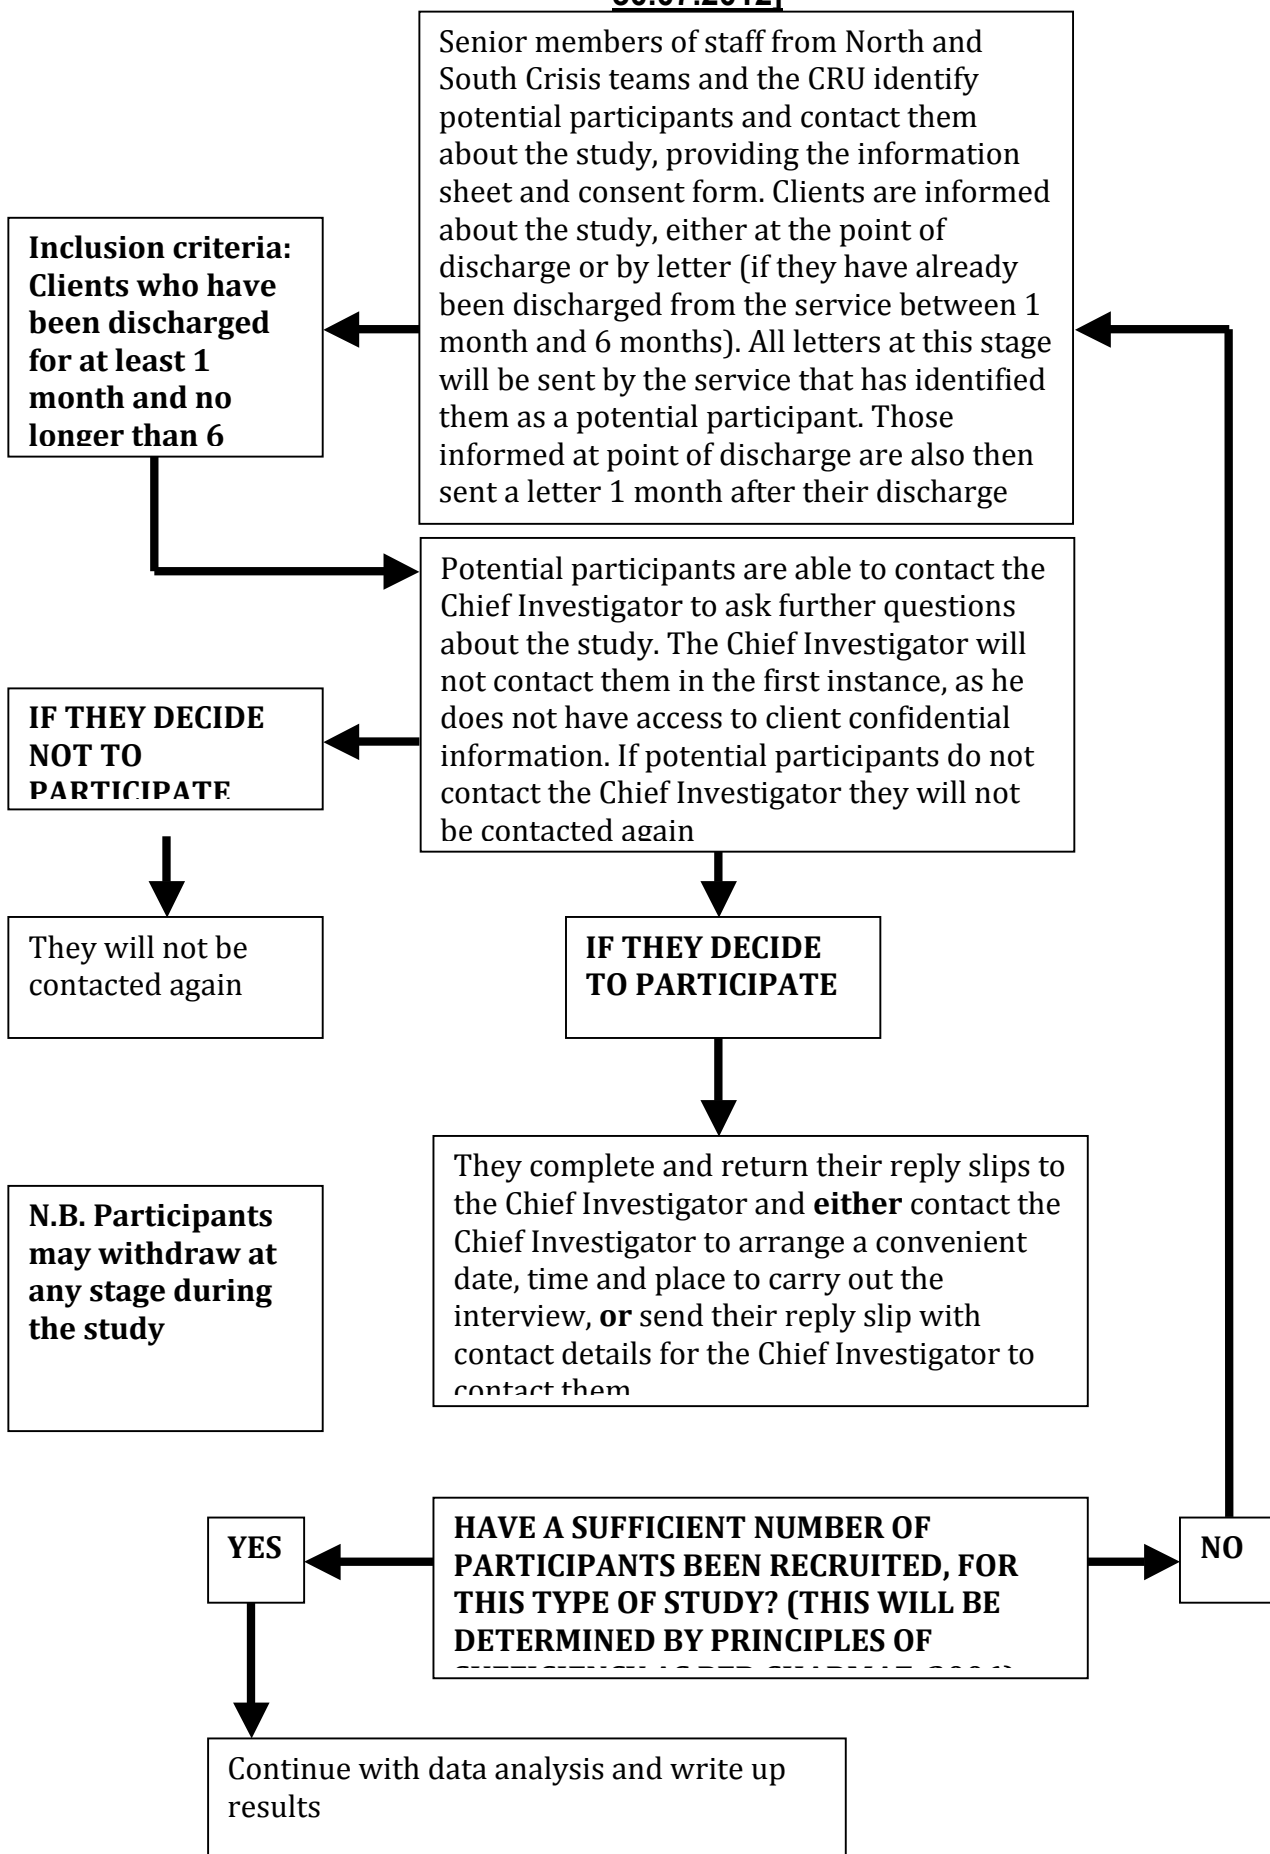 30.07.2012]
Senior members of staff from North and
South Crisis teams and the CRU identify
potential participants and contact them
about the study, providing the information
sheet and consent form. Clients are informed
about the study, either at the point of
discharge or by letter (if they have already
been discharged from the service between 1
month and 6 months). All letters at this stage
will be sent by the service that has identified
them as a potential participant. Those
informed at point of discharge are also then
sent a letter 1 month after their discharge
Inclusion criteria:
Clients who have
been discharged
for at least 1
month and no
longer than 6
Potential participants are able to contact the
Chief Investigator to ask further questions
about the study. The Chief Investigator will
not contact them in the first instance, as he
does not have access to client confidential
information. If potential participants do not
contact the Chief Investigator they will not
be contacted again
IF THEY DECIDE
NOT TO
PARTICIPATE
They will not be
contacted again
IF THEY DECIDE
TO PARTICIPATE
They complete and return their reply slips to
the Chief Investigator and either contact the
Chief Investigator to arrange a convenient
date, time and place to carry out the
interview, or send their reply slip with
contact details for the Chief Investigator to
contact them
N.B. Participants
may withdraw at
any stage during
the study
YES
HAVE A SUFFICIENT NUMBER OF
PARTICIPANTS BEEN RECRUITED, FOR
THIS TYPE OF STUDY? (THIS WILL BE
DETERMINED BY PRINCIPLES OF
SUFFICIENCY AS PER CHARMAZ, 2006)
NO
Continue with data analysis and write up
results